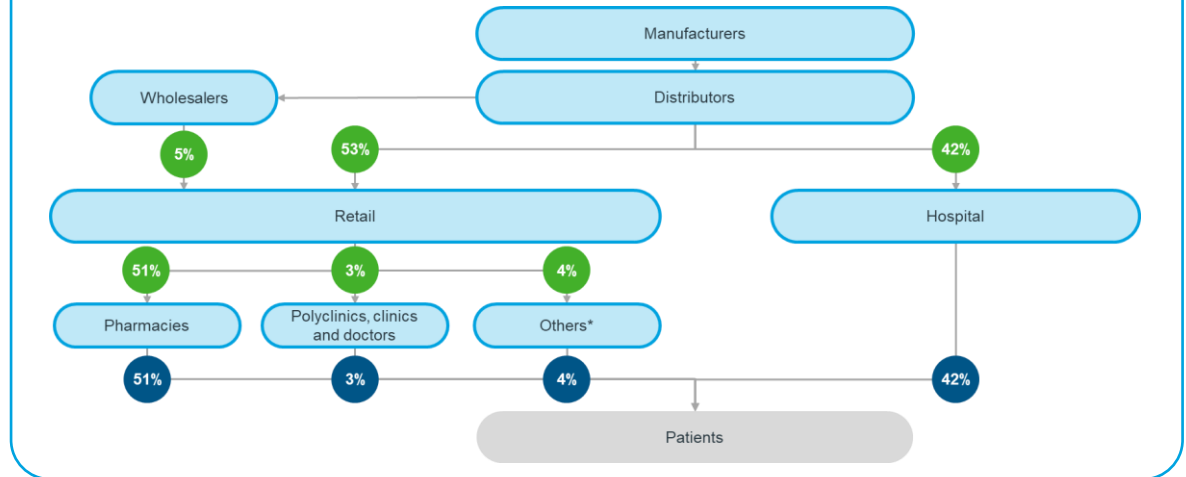 Manufacturers
Wholesalers
Distributors
5%
53%
42%
Retail
Hospital
51%
3%
4%
Pharmacies
Polyclinics, clinics
and doctors
Others*
51%
3%
4%
42%
Patients